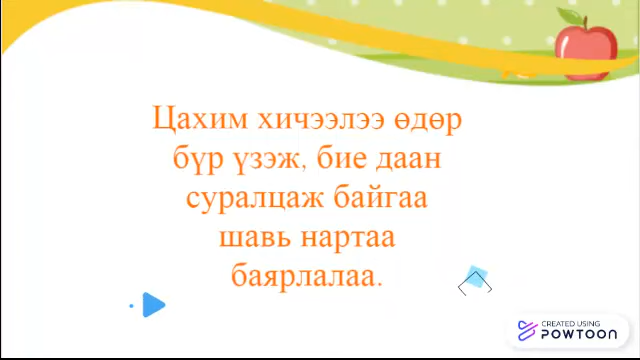 Цахим хичээлээ өдөр
бүр үзэж, бие даан
суралцаж байгаа
шавь нартаа
баярлалаа.
CREATED USING
POWTOON